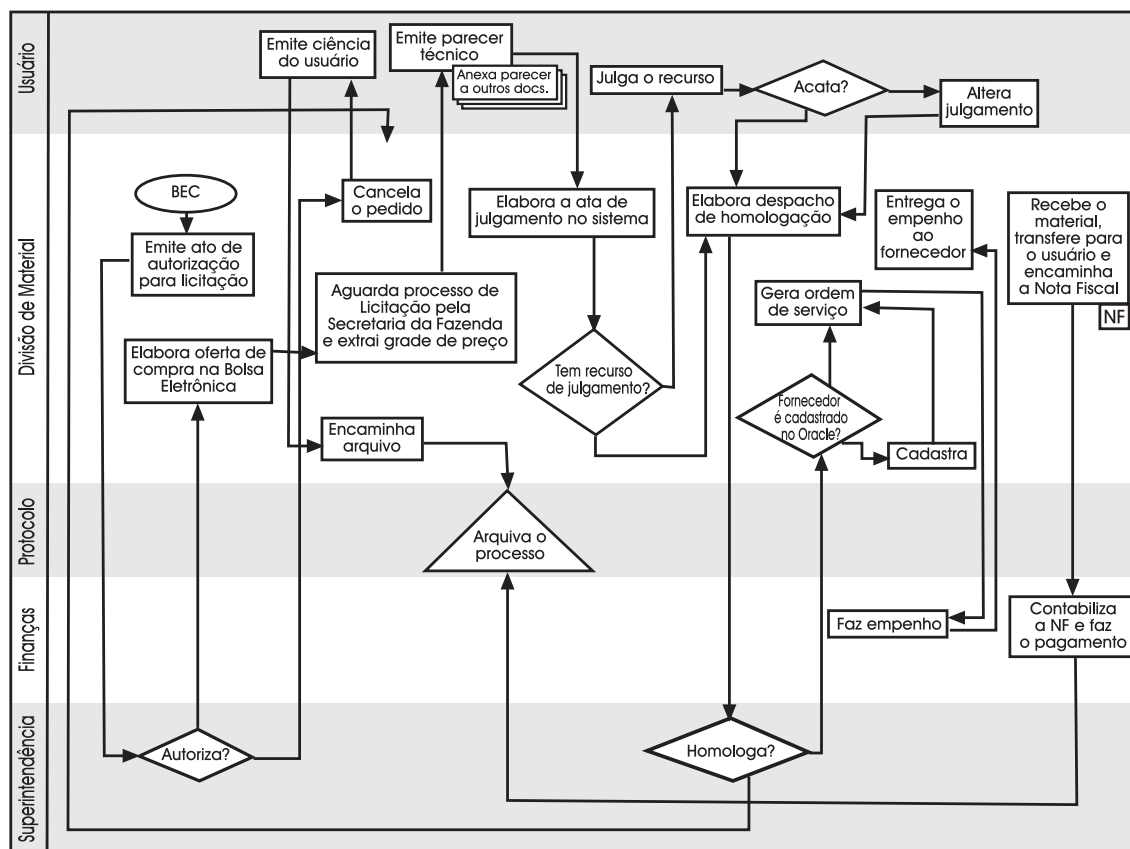 Usuário
Emite ciência
do usuário
Emite parecer
técnico
Anexa parecer
a outros docs.
Julga o recurso
Acata?
Altera
julgamento
Divisão de Material
BEC
Emite ato de
autorização
para licitação
Cancela
o pedido
Elabora a ata de
julgamento no sistema
Elabora despacho
de homologação
Entrega o
empenho
ao
fornecedor
Recebe o
material,
transfere para
o usuário e
encaminha
a Nota Fiscal
NF
Aguarda processo de
Licitação pela
Secretaria da Fazenda
e extrai grade de preço
Gera ordem
de serviço
Elabora oferta de
compra na Bolsa
Eletrônica
Tem recurso
de julgamento?
Fornecedor
é cadastrado
no Oracle?
Cadastra
Encaminha
arquivo
Protocolo
Arquiva o
processo
Finanças
Faz empenho
Contabiliza
a NF e faz
o pagamento
Superintendência
Autoriza?
Homologa?